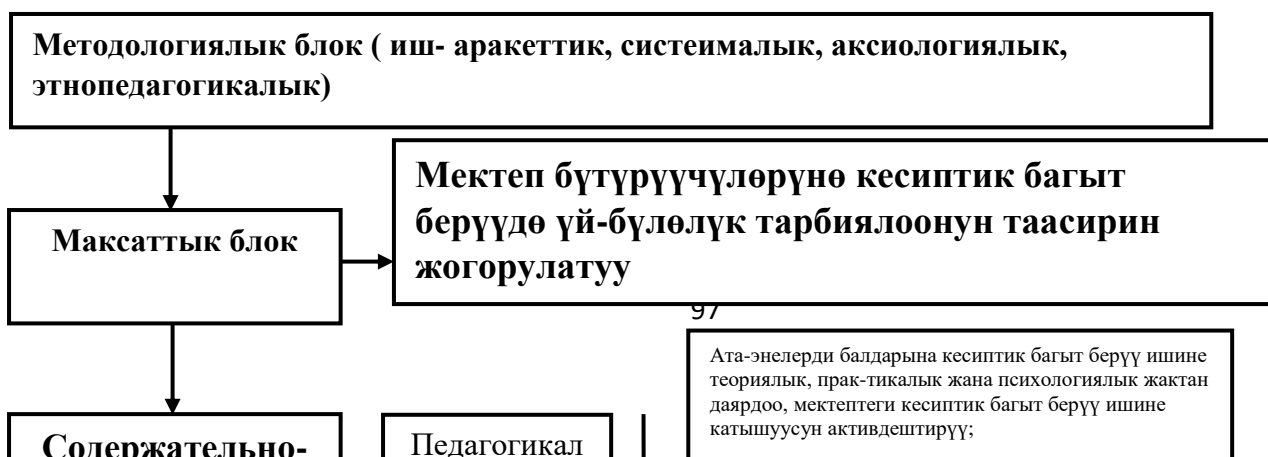 Методологиялык блок ( иш- аракеттик, систеималык, аксиологиялык,
этнопедагогикалык)
Мектеп бүтүрүүчүлөрүнө кесиптик багыт
берүүдө үй-бүлөлүк тарбиялоонун таасирин
жогорулатуу
Максаттык блок
97
Ата-энелерди балдарына кесиптик багыт берүү ишине
теориялык, прак-тикалык жана психологиялык жактан
даярдоо, мектептеги кесиптик багыт берүү ишине
катышуусун активдештирүү;
Содержательно-
Педагогикал